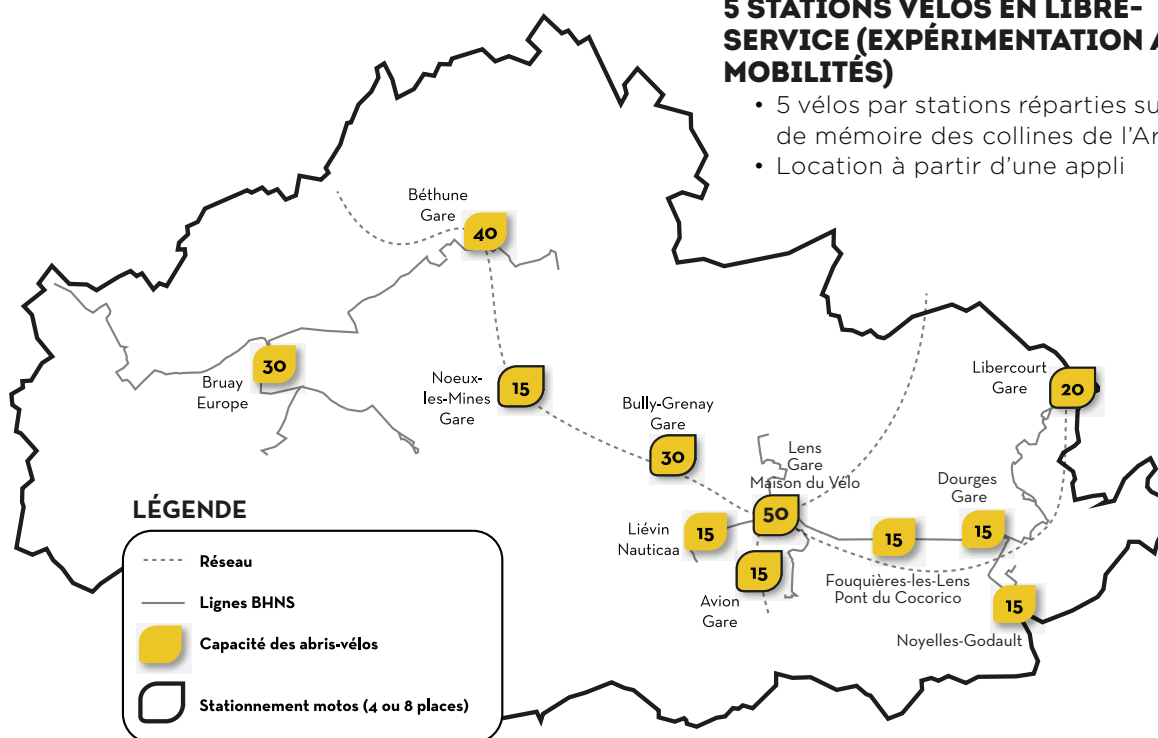 5 STATIONS VÉLOS EN LIBRE-
SERVICE (EXPÉRIMENTATION
MOBILITÉS)
• 5 vélos par stations réparties
de mémoire des collines de
• Location à partir d'une appli
Béthune
Gare
40
30
Bruay
Europe
Noeux-
les-Mines
Gare
15
Bully-Grenay
Gare
30
Lens
Gare
Maison du Vélo
50
Libercourt
Gare
20
Dourges
Gare
15
Liévin
Nauticaa
15
15
Fouquières-les-Lens
Pont du Cocorico
Avion
Gare
15
15
Noyelles-Godault
LÉGENDE
Réseau
Lignes BHNS
Capacité des abris-vélos
Stationnement motos (4 ou 8 places)